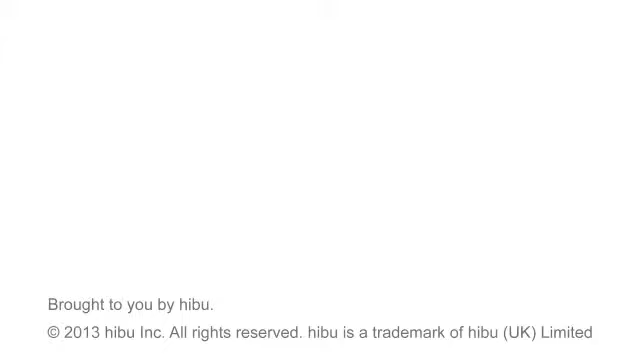 Brought to you by hibu.
© 2013 hibu Inc. All rights reserved. hibu is a trademark of hibu (UK) Limited